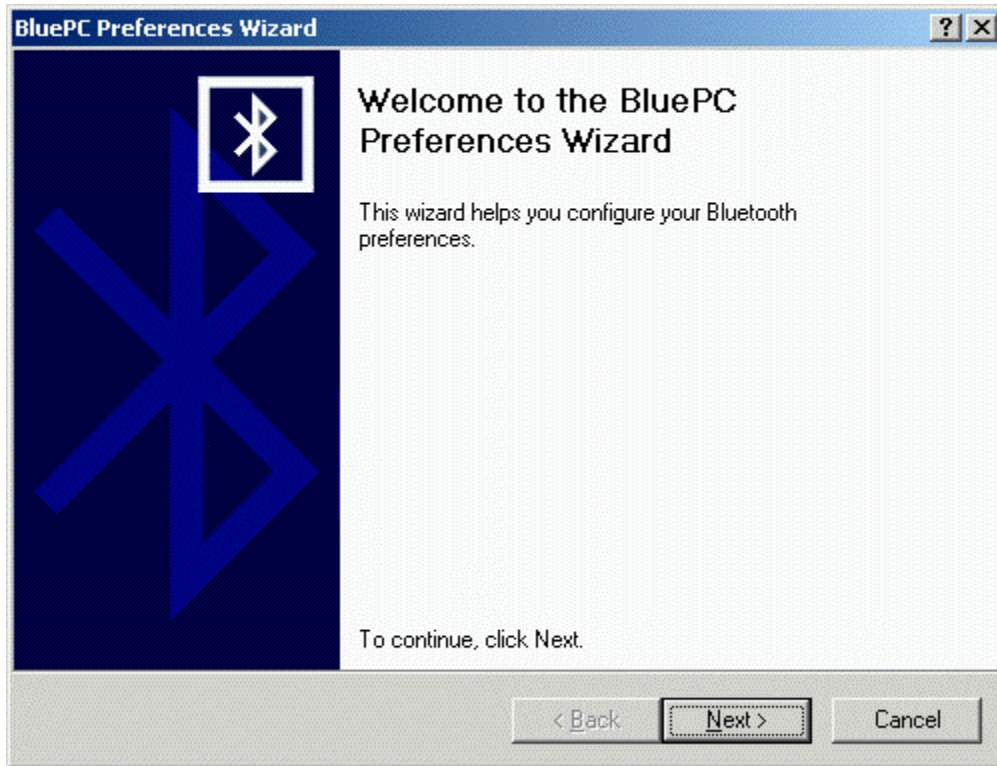 BluePC Preferences Wizard
?
X
Welcome to the BluePC
Preferences Wizard
This wizard helps you configure your Bluetooth
preferences.
To continue, click Next.
< Back
Next >
Cancel